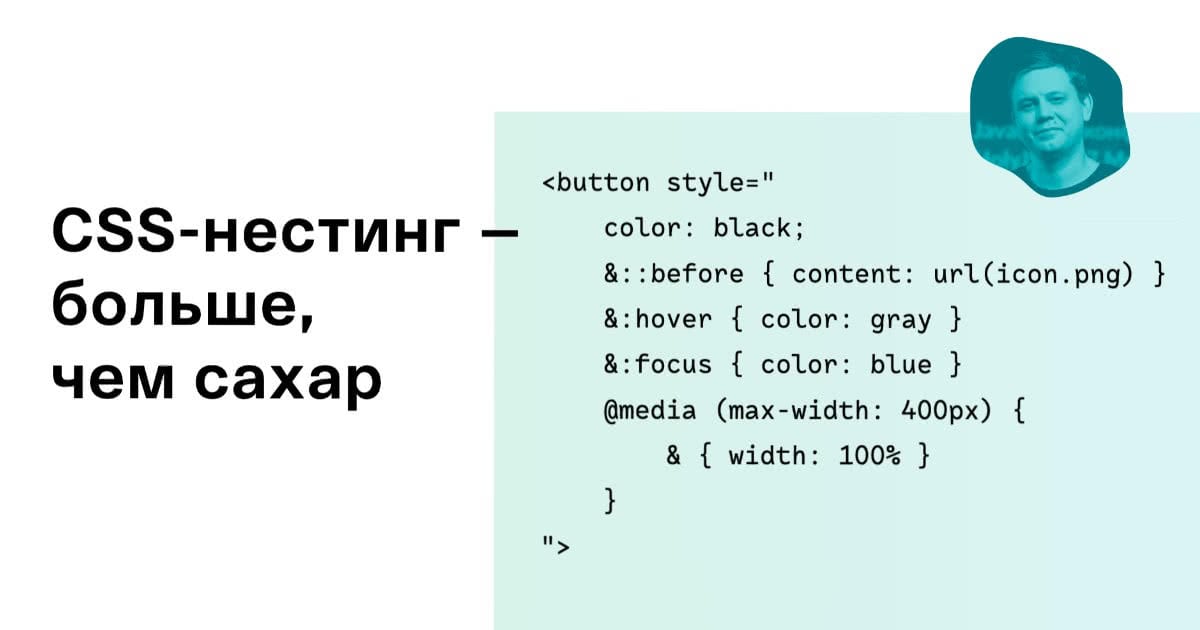 CSS-нестинг —
больше,
чем сахар
<button style="
    color: black;
    &::before { content: url(icon.png) }
    &:hover { color: gray }
    &:focus { color: blue }
    @media (max-width: 400px) {
        & { width: 100% }
    }
">